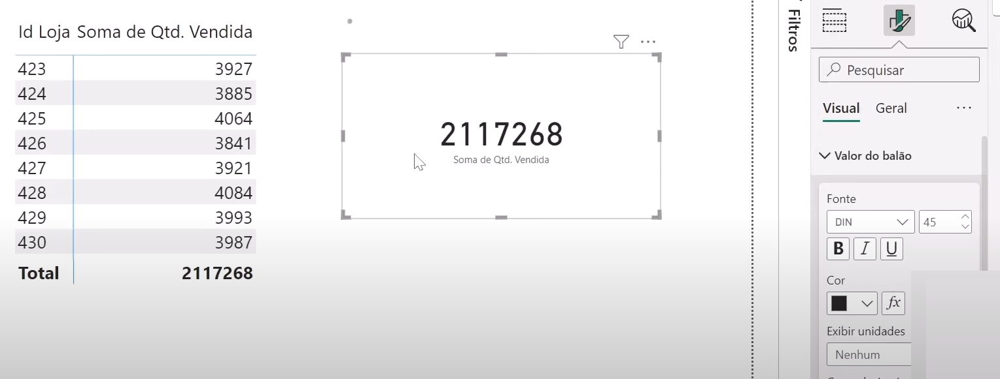 Id Loja Soma de Qtd. Vendida
423 3927
424 3885
425 4064
426 3841
427 3921
428 4084
429 3993
430 3987
Total 2117268
2117268
Soma de Qtd. Vendida
Filtros
Pesquisar
Visual Geral
Valor do balão
Fonte
DIN 45
B I U
Cor
fx
Exibir unidades
Nenhum